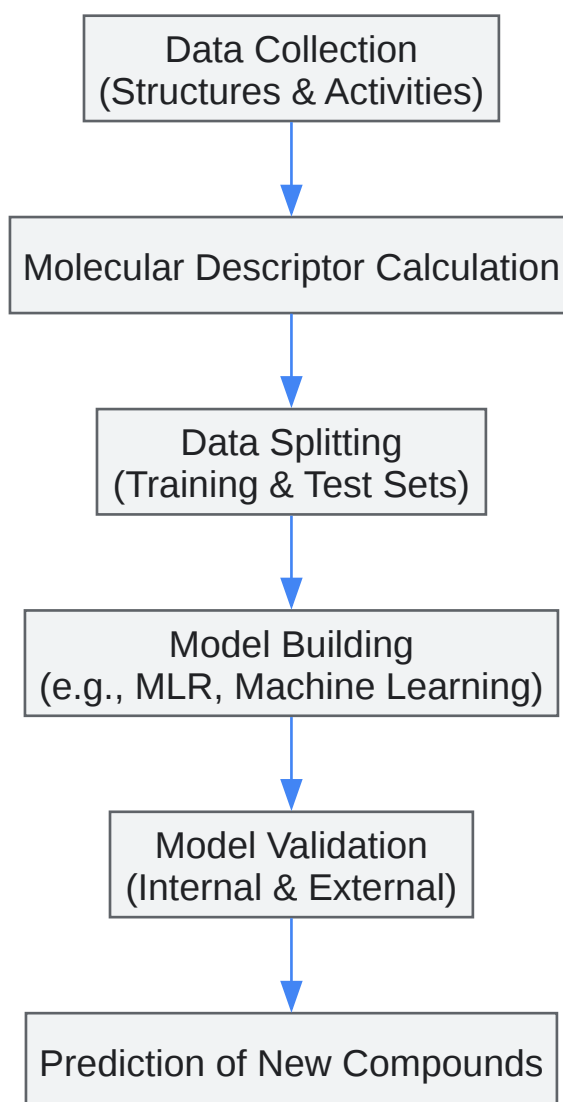 Data Collection
(Structures & Activities)
Molecular Descriptor Calculation
Data Splitting
(Training & Test Sets)
Model Building
(e.g., MLR, Machine Learning)
Model Validation
(Internal & External)
Prediction of New Compounds